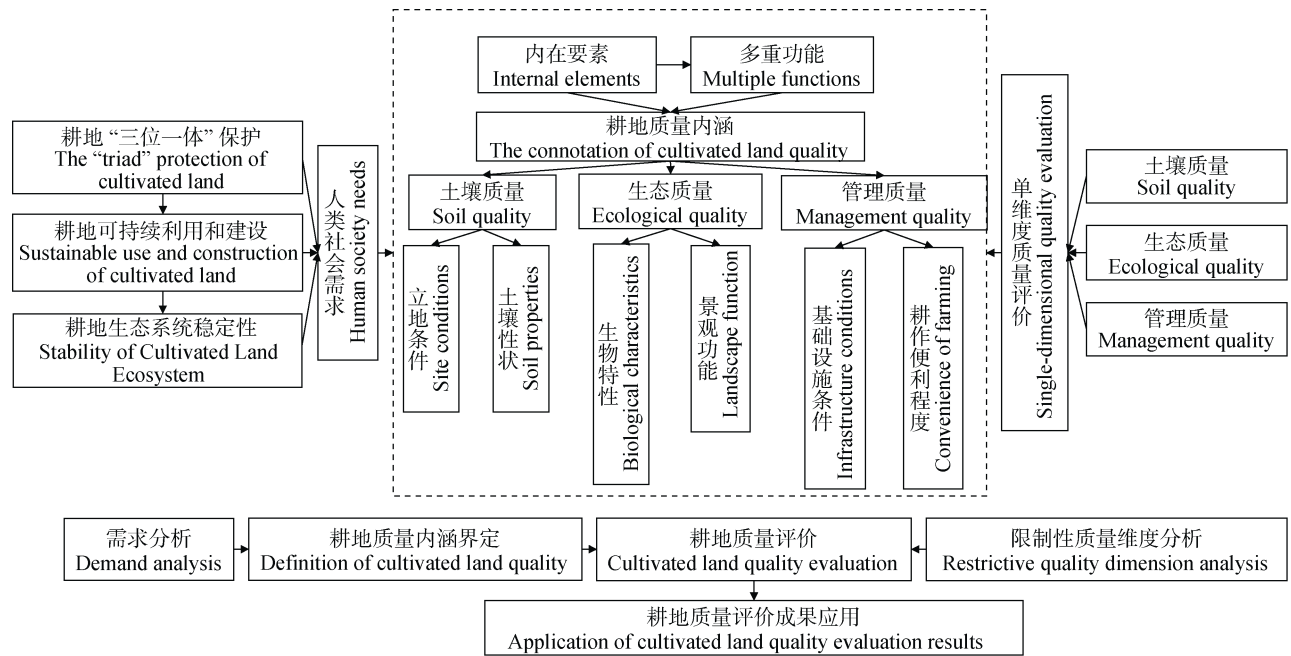 内在要素
Internal elements
多重功能
Multiple functions
耕地质量内涵
The connotation of cultivated land quality
耕地“三位一体”保护
The “triad” protection of
cultivated land
耕地可持续利用和建设
Sustainable use and construction
of cultivated land
耕地生态系统稳定性
Stability of Cultivated Land
Ecosystem
人类社会需求
Human society needs
土壤质量
Soil quality
生态质量
Ecological quality
管理质量
Management quality
立地条件
Site conditions
土壤性状
Soil properties
生物特性
Biological characteristics
景观功能
Landscape function
基础设施条件
Infrastructure conditions
耕作便利程度
Convenience of farming
单维度质量评价
Single-dimensional quality evaluation
土壤质量
Soil quality
生态质量
Ecological quality
管理质量
Management quality
需求分析
Demand analysis
耕地质量内涵界定
Definition of cultivated land quality
耕地质量评价
Cultivated land quality evaluation
限制性质量维度分析
Restrictive quality dimension analysis
耕地质量评价成果应用
Application of cultivated land quality evaluation results